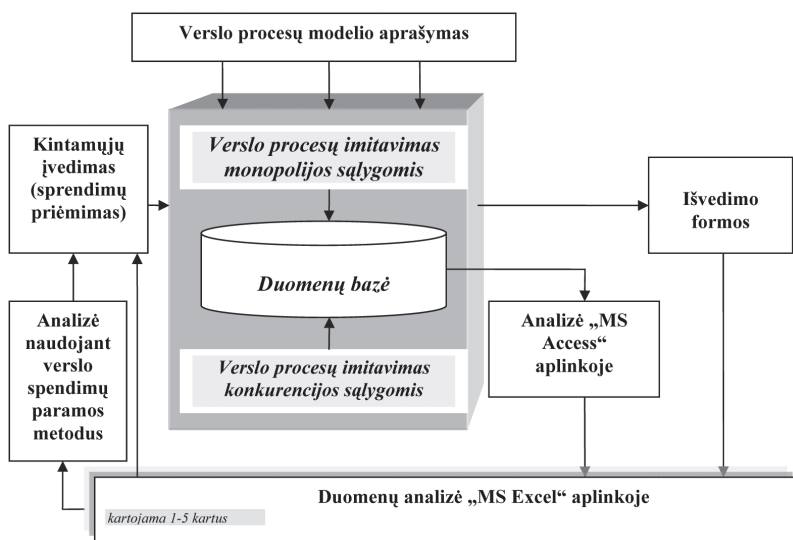 Verslo procesų modelio aprašymas
Kintamųjų
įvedimas
(sprendimų
priėmimas)
Verslo procesų imitavimas
monopolijos sąlygomis
Išvedimo
formos
Duomenų bazė
Analizė
naudojant
verslo
spendimų
paramos
metodus
Analizė „MS
Access“
aplinkoje
Verslo procesų imitavimas
konkurencijos sąlygomis
Duomenų analizė „MS Excel“ aplinkoje
kartojama 1-5 kartus